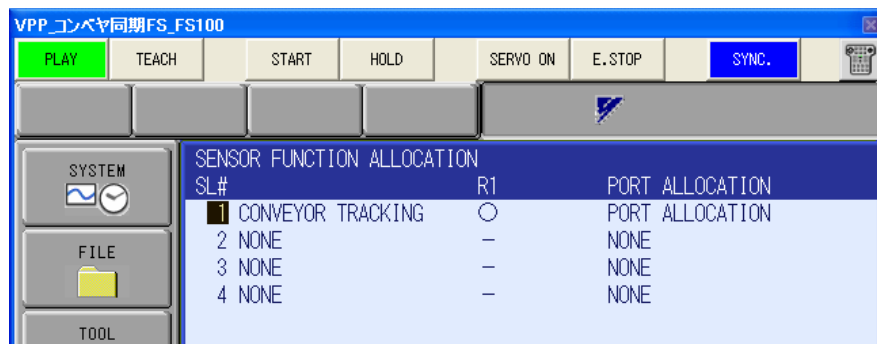 VPP_コンベヤ同期FS_FS100
PLAY TEACH START HOLD SERVO ON E.STOP SYNC.
SYSTEM
FILE
TOOL
SENSOR FUNCTION ALLOCATION
SL# R1 PORT ALLOCATION
1 CONVEYOR TRACKING ○ PORT ALLOCATION
2 NONE − NONE
3 NONE − NONE
4 NONE − NONE